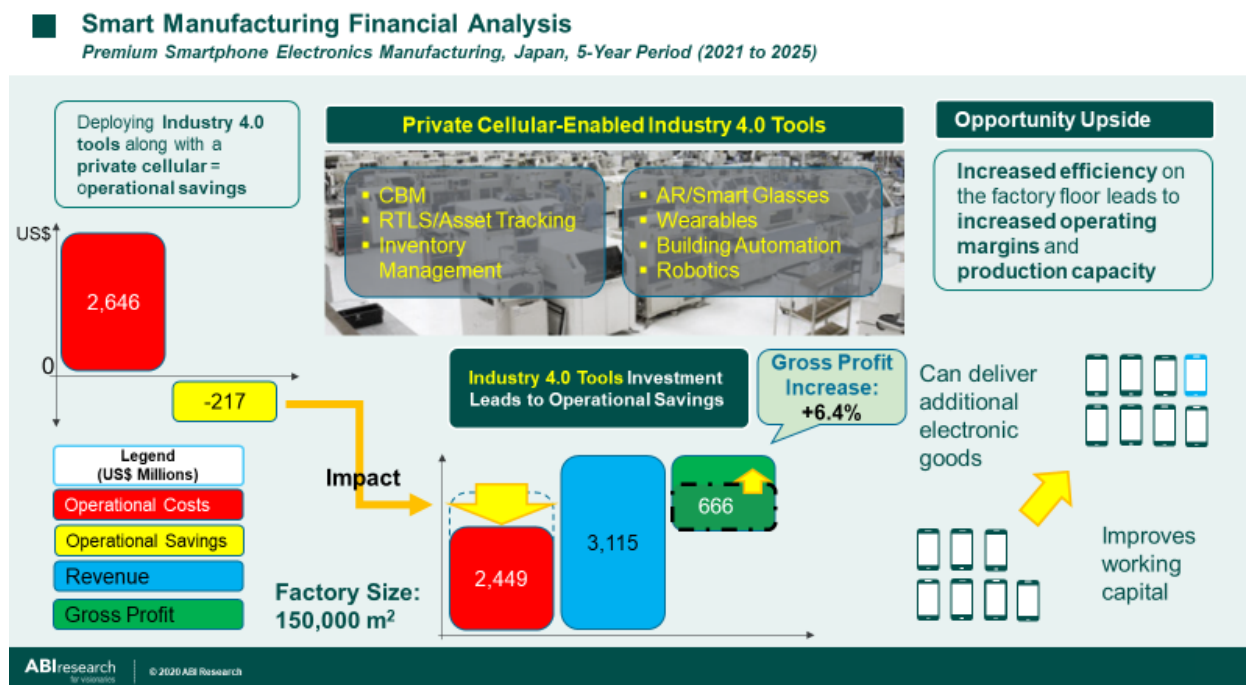 Smart Manufacturing Financial Analysis
Premium Smartphone Electronics Manufacturing, Japan, 5-Year Period (2021 to 2025)
Deploying Industry 4.0
tools along with a
private cellular =
operational savings
US$
2,646
0
-217
Legend
(US$ Millions)
Operational Costs
Operational Savings
Revenue
Gross Profit
Private Cellular-Enabled Industry 4.0 Tools
▪ CBM
▪ RTLS/Asset Tracking
▪ Inventory
Management
▪ AR/Smart Glasses
▪ Wearables
▪ Building Automation
▪ Robotics
Industry 4.0 Tools Investment
Leads to Operational Savings
Gross Profit
Increase:
+6.4%
Impact
2,449
3,115
666
Factory Size:
150,000 m²
Opportunity Upside
Increased efficiency on
the factory floor leads to
increased operating
margins and
production capacity
Can deliver
additional
electronic
goods
Improves
working
capital
ABIresearch
for visionaries
© 2020 ABI Research